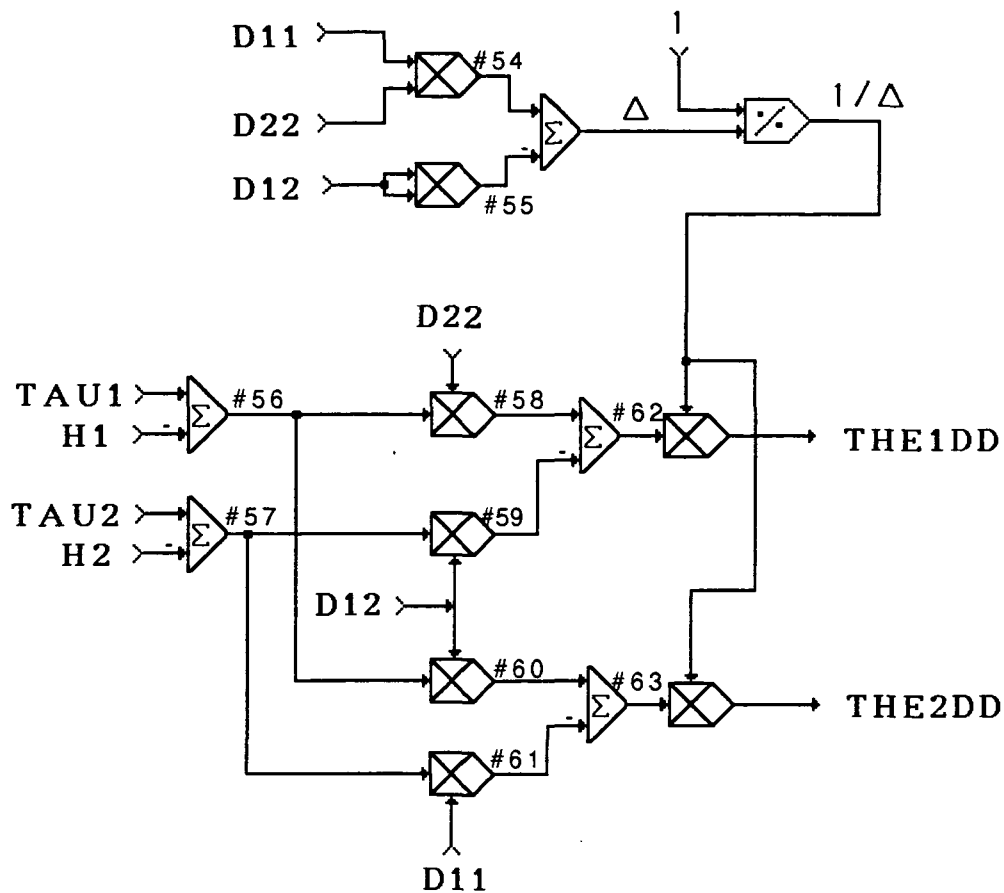 D11
#54
1
D22
Σ
Δ
1/Δ
D12
#55
D22
TAU1
#56
#58
#62
H1
Σ
Σ
THE1DD
TAU2
#57
#59
H2
Σ
D12
#60
#63
Σ
THE2DD
#61
D11